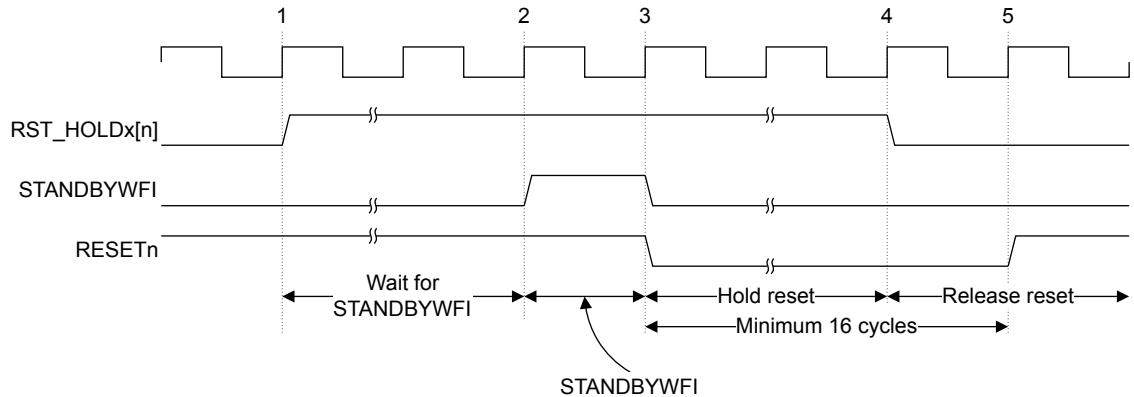 1 2 3 4 5
RST_HOLDx[n]
STANDBYWFI
RESETn
Wait for
STANDBYWFI
Hold reset
Release reset
Minimum 16 cycles
STANDBYWFI